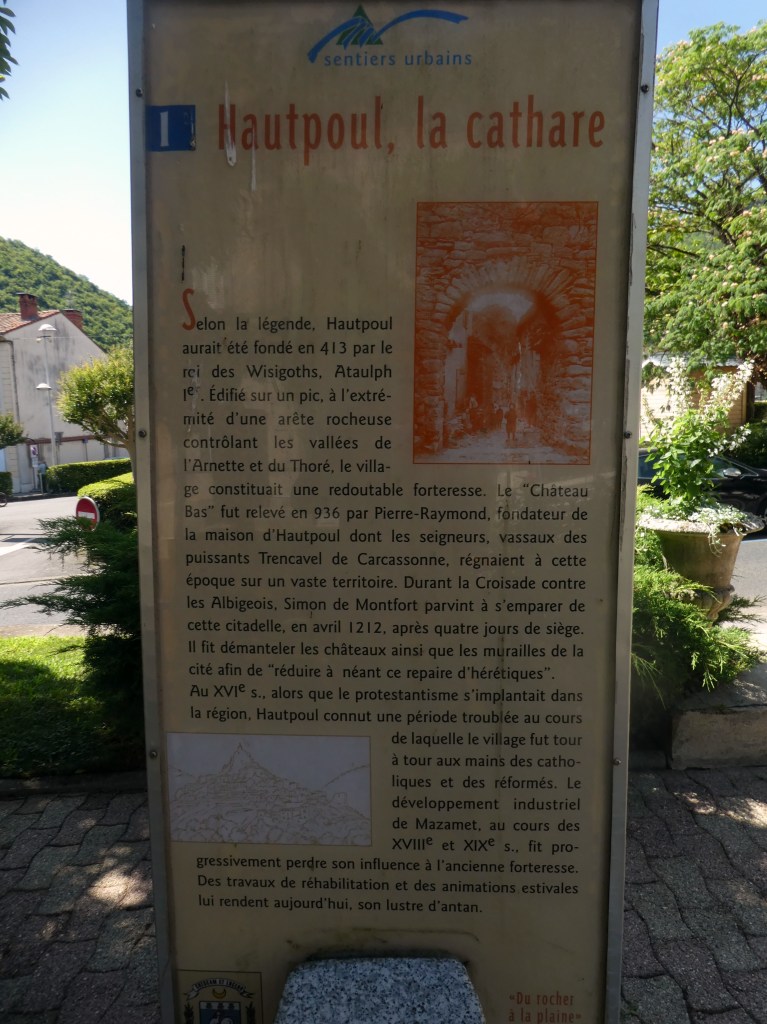 sentiers urbains
1 Hautpoul, la cathare
Selon la légende, Hautpoul
aurait été fondé en 413 par le
roi des Wisigoths, Ataulph
Ier. Édifié sur un pic, à l'extré-
mité d'une arête rocheuse
contrôlant les vallées de
l'Arnette et du Thoré, le villa-
ge constituait une redoutable forteresse. Le "Château
Bas" fut relevé en 936 par Pierre-Raymond, fondateur de
la maison d'Hautpoul dont les seigneurs, vassaux des
puissants Trencavel de Carcassonne, régnaient à cette
époque sur un vaste territoire. Durant la Croisade contre
les Albigeois, Simon de Montfort parvint à s'emparer de
cette citadelle, en avril 1212, après quatre jours de siège.
Il fit démanteler les châteaux ainsi que les murailles de la
cité afin de "réduire à néant ce repaire d'hérétiques".
Au XVIe s., alors que le protestantisme s'implantait dans
la région, Hautpoul connut une période troublée au cours
de laquelle le village fut tour
à tour aux mains des catho-
liques et des réformés. Le
développement industriel
de Mazamet, au cours des
XVIIIe et XIXe s., fit pro-
gressivement perdre son influence à l'ancienne forteresse.
Des travaux de réhabilitation et des animations estivales
lui rendent aujourd'hui, son lustre d'antan.
«Du rocher
à la plaine»